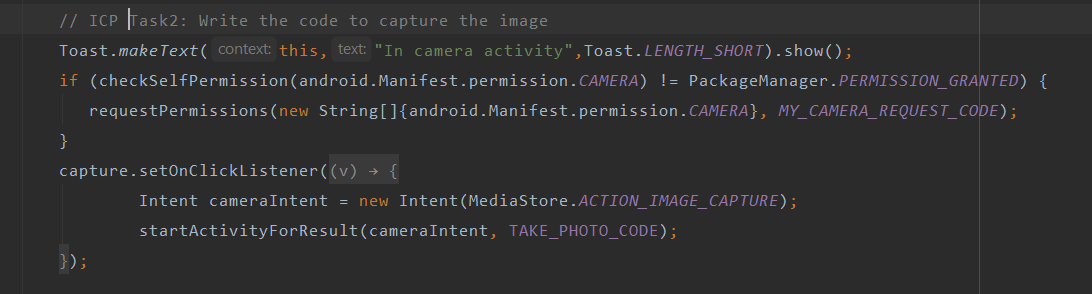 // ICP Task2: Write the code to capture the image
Toast.makeText( context: this, text: "In camera activity",Toast.LENGTH_SHORT).show();
if (checkSelfPermission(android.Manifest.permission.CAMERA) != PackageManager.PERMISSION_GRANTED) {
requestPermissions(new String[]{android.Manifest.permission.CAMERA}, MY_CAMERA_REQUEST_CODE);
}
capture.setOnClickListener((v) → {
Intent cameraIntent = new Intent(MediaStore.ACTION_IMAGE_CAPTURE);
startActivityForResult(cameraIntent, TAKE_PHOTO_CODE);
});